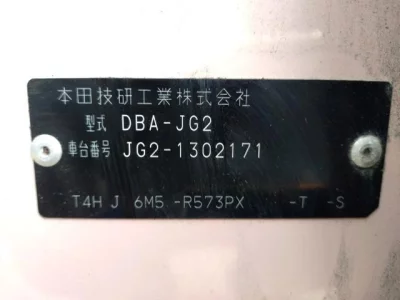 本田技研工業株式会社
型式 DBA-JG2
車台番号 JG2-1302171
T4H J 6M5 -R573PX -T -S